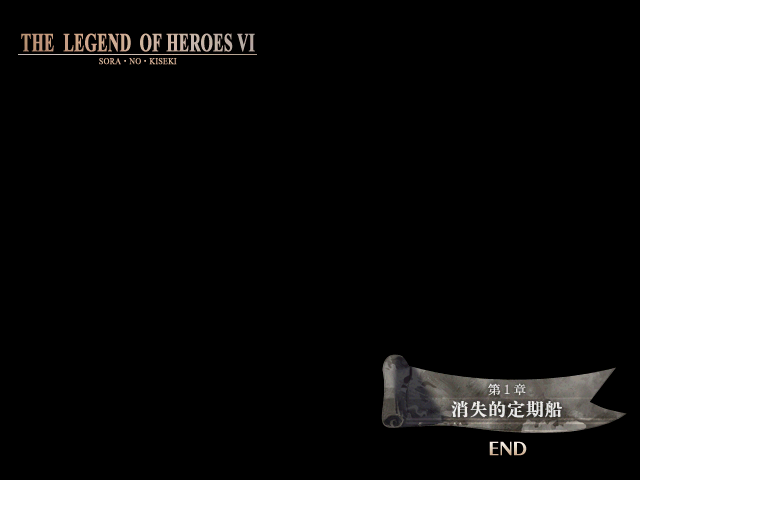 THE LEGEND OF HEROES VI
SORA・NO・KISEKI
第1章
消失的定期船
END